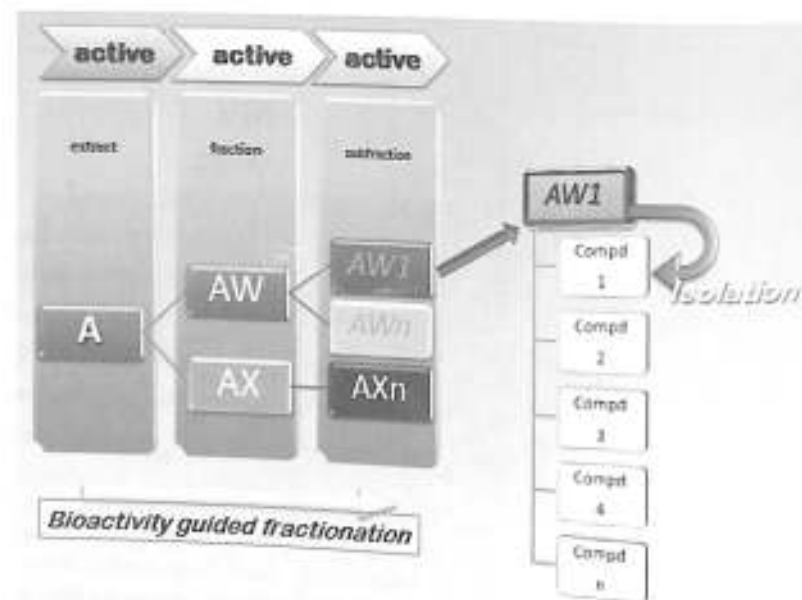 active
active
active
extract
fraction
subfraction
AW1
AW
AW1
AWn
A
AX
AXn
Compd
1
Isolation
Compd
2
Compd
3
Compd
4
Compd
n
Bioactivity guided fractionation